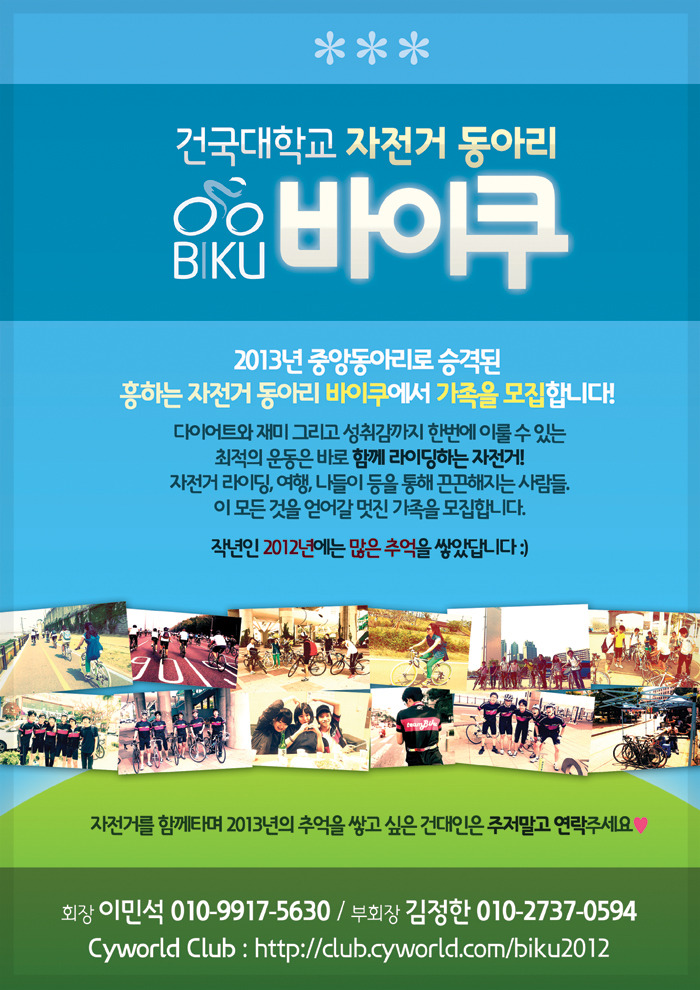 ***
건국대학교 자전거 동아리
BIKU 바이쿠
2013년 중앙동아리로 승격된
흥하는 자전거 동아리 바이쿠에서 가족을 모집합니다!
다이어트와 재미 그리고 성취감까지 한번에 이룰 수 있는
최적의 운동은 바로 함께 라이딩하는 자전거!
자전거 라이딩, 여행, 나들이 등을 통해 끈끈해지는 사람들.
이 모든 것을 얻어갈 멋진 가족을 모집합니다.
작년인 2012년에는 많은 추억을 쌓았답니다 :)
자전거를 함께타며 2013년의 추억을 쌓고 싶은 건대인은 주저말고 연락주세요♥
회장 이민석 010-9917-5630 / 부회장 김정한 010-2737-0594
Cyworld Club : http://club.cyworld.com/biku2012